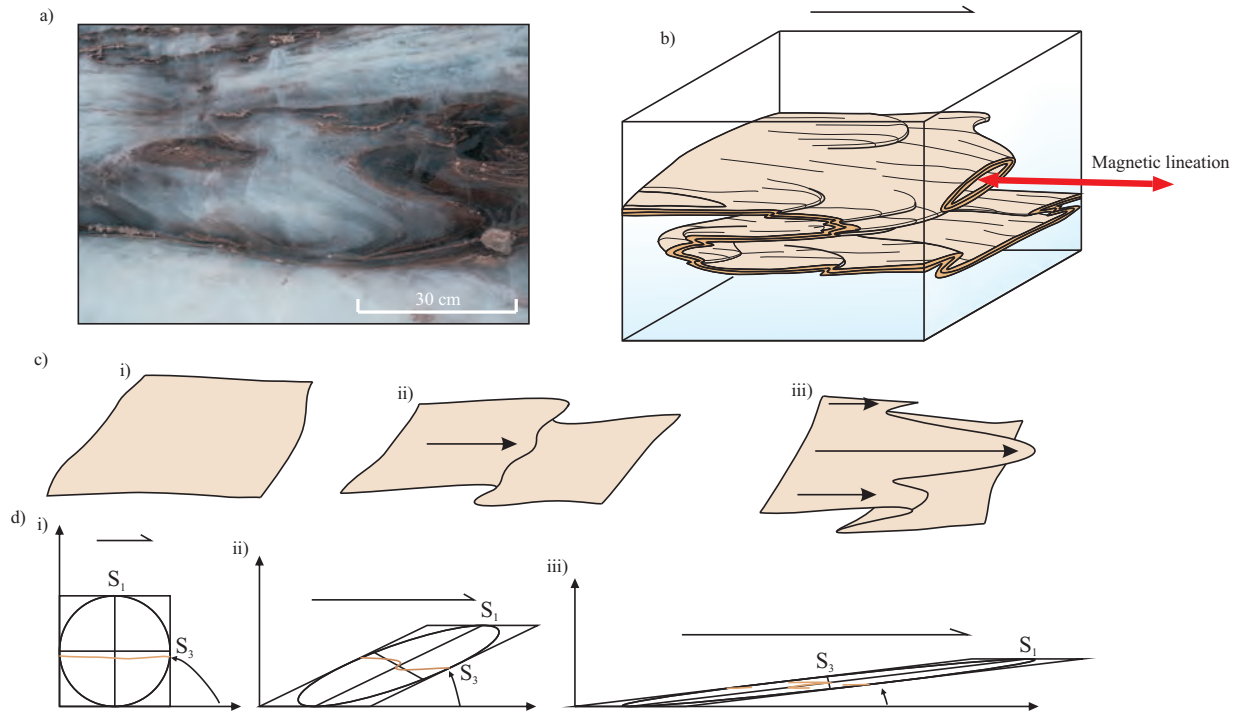 a)
30 cm
b)
Magnetic lineation
c)
i)
ii)
iii)
d)
i)
S₁
S₃
ii)
S₁
S₃
iii)
S₃
S₁